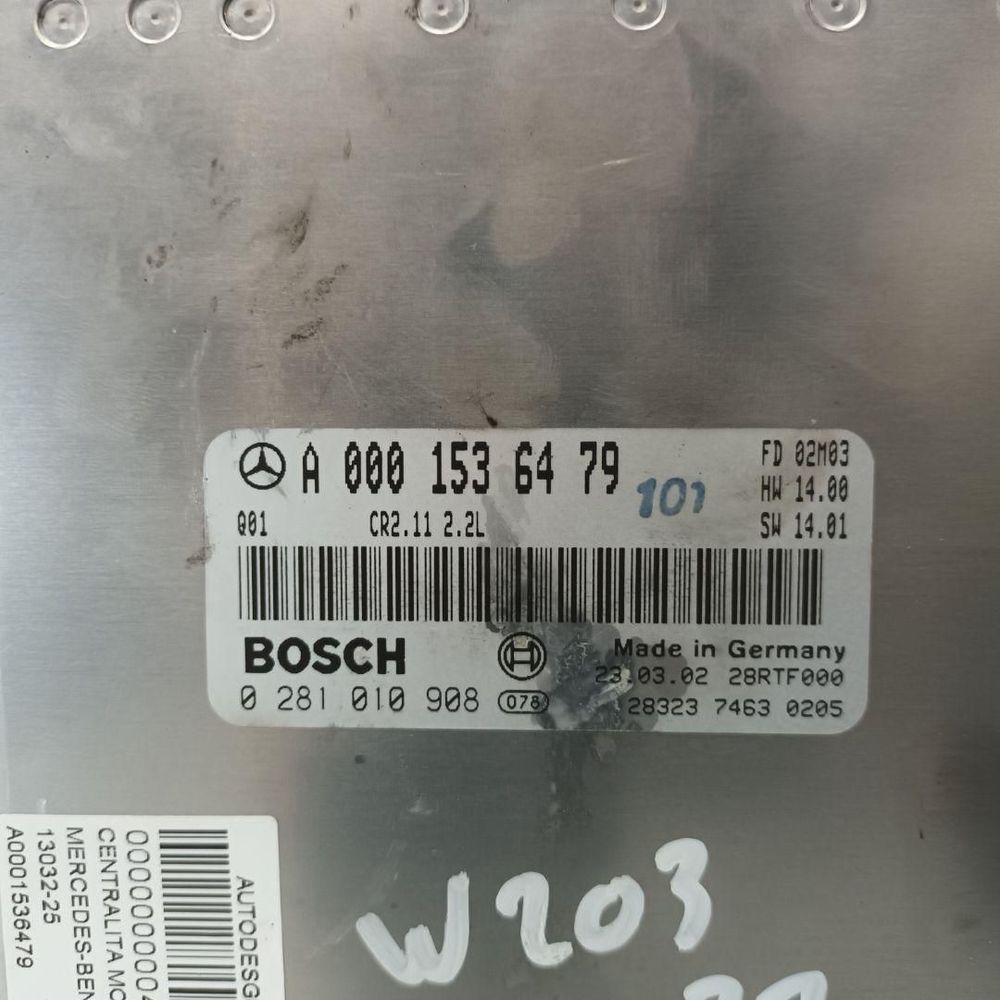 A 000 153 64 79
101
FD 02M03
HW 14.00
SW 14.01
Q01 CR2.11 2.2L
BOSCH
Made in Germany
23.03.02 28RTF000
0 281 010 908 078
28323 7463 0205
W203
AUTODESG
CENTRALITA MO
MERCEDES-BEN
13032-25
A0001536479